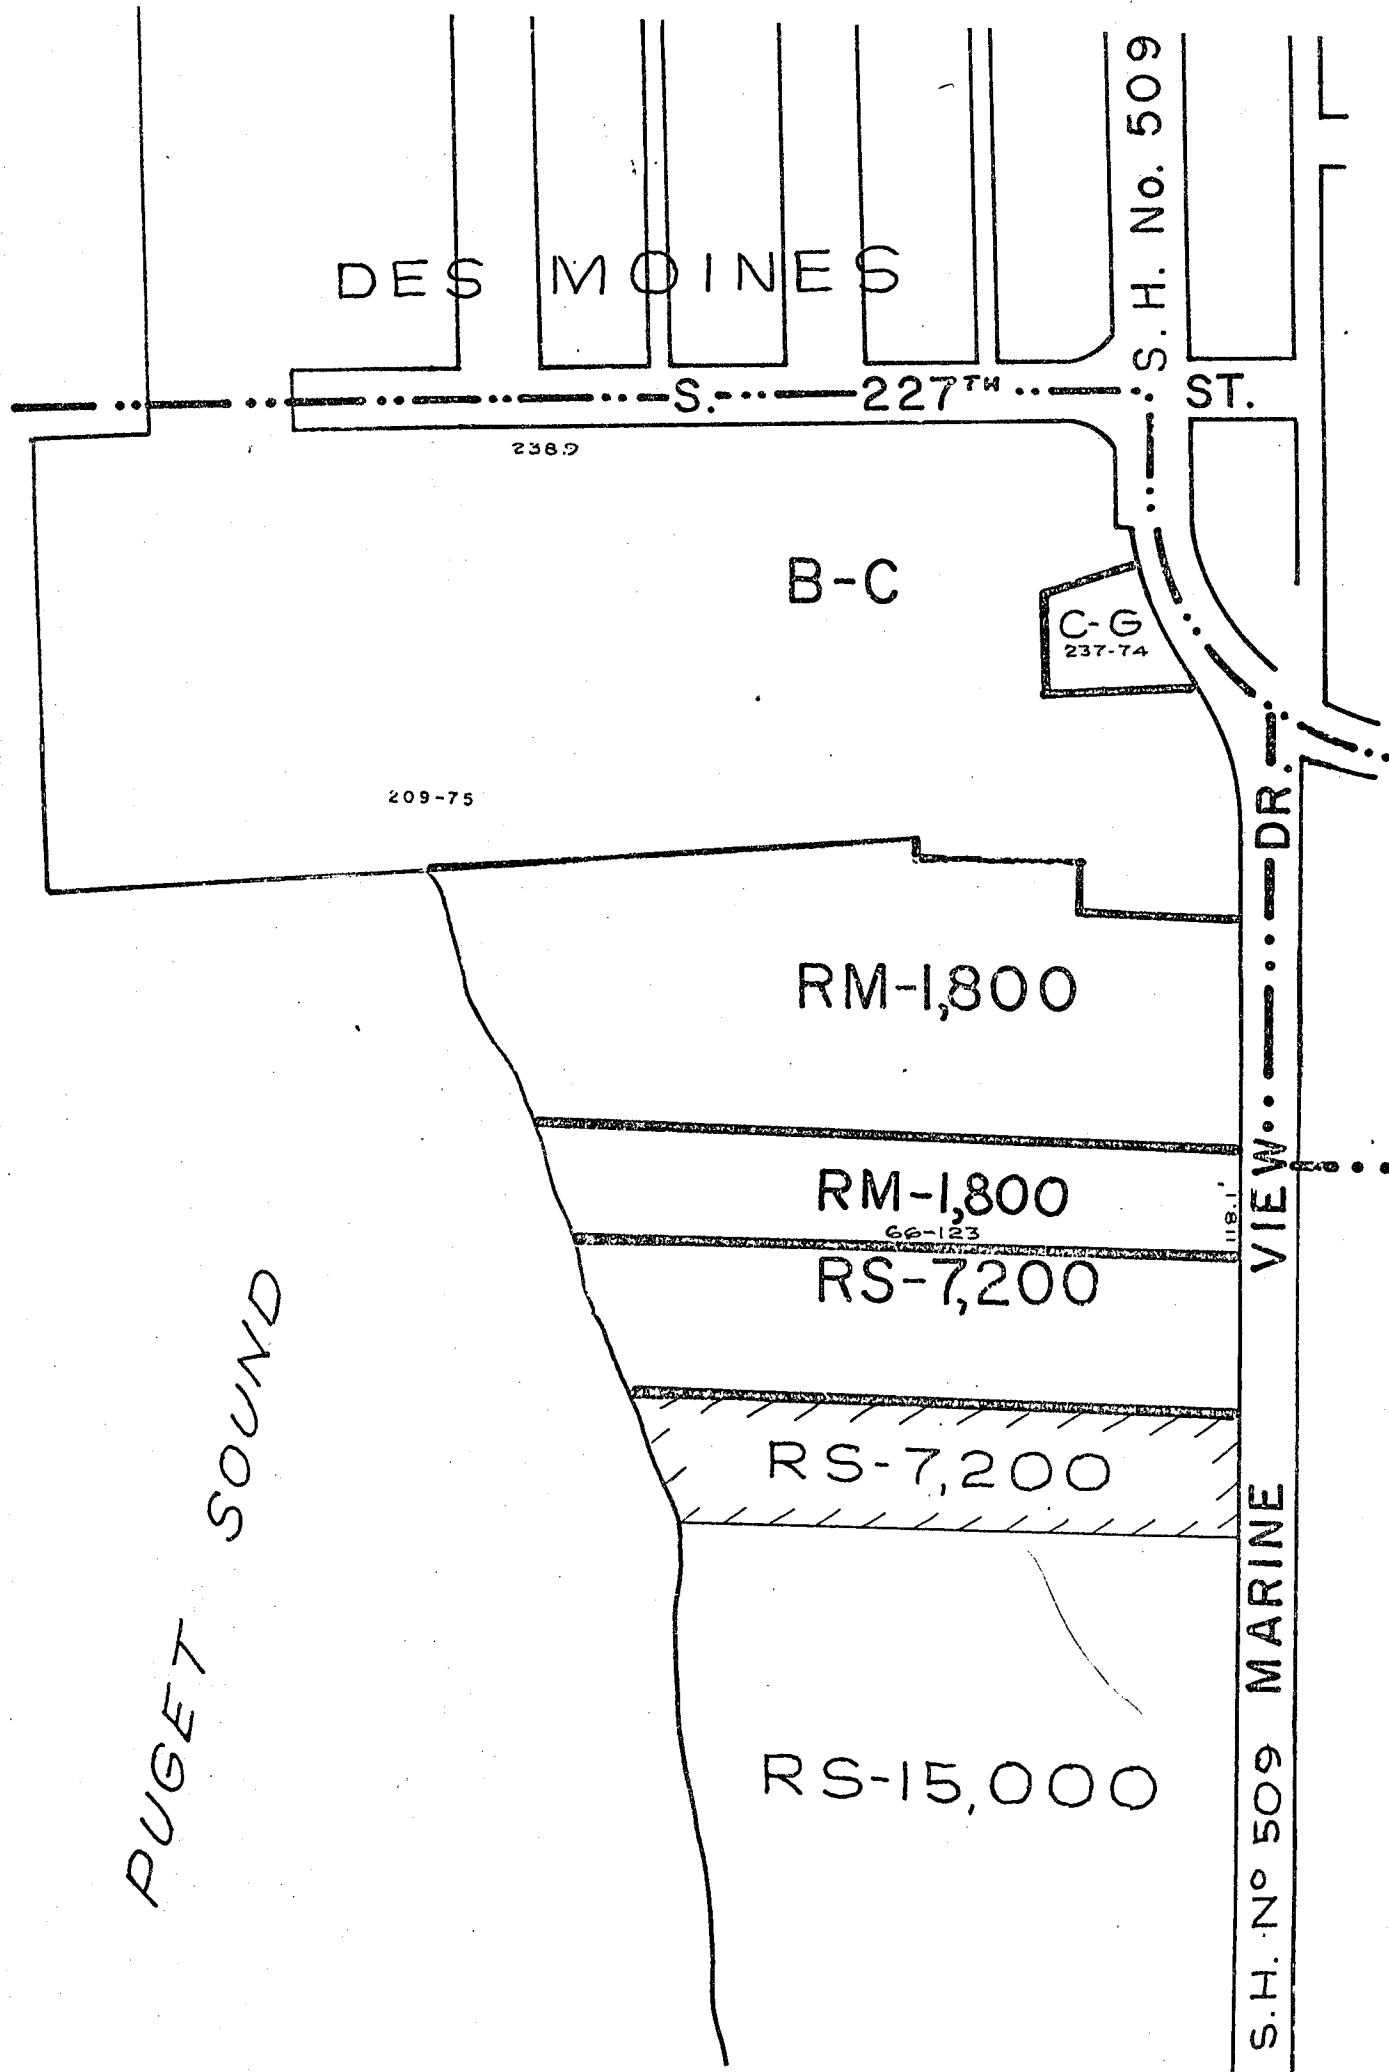 S. H. No. 509
DES MOINES
S. 227TH ST.
238.9
B-C
C-G
237-74
209-75
RM-1,800
RM-1,800
66-123
118.1'
RS-7,200
RS-7,200
RS-15,000
PUGET SOUND
S.H. Nº 509 MARINE VIEW DR.